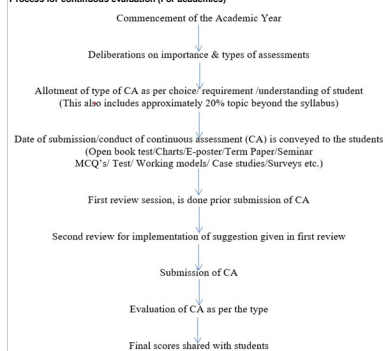 Process for continuous evaluation (For academics)
Commencement of the Academic Year
Deliberations on importance & types of assessments
Allotment of type of CA as per choice/ requirement /understanding of student
(This also includes approximately 20% topic beyond the syllabus)
Date of submission/conduct of continuous assessment (CA) is conveyed to the students
(Open book test/Charts/E-poster/Term Paper/Seminar
MCQ's/ Test/ Working models/ Case studies/Surveys etc.)
First review session, is done prior submission of CA
Second review for implementation of suggestion given in first review
Submission of CA
Evaluation of CA as per the type
Final scores shared with students